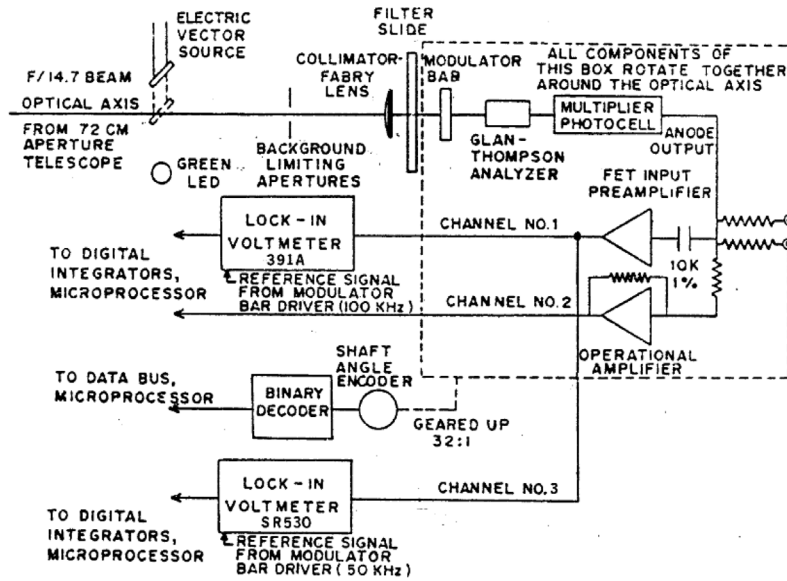 ELECTRIC
VECTOR
SOURCE
FILTER
SLIDE
COLLIMATOR-
FABRY
LENS
MODULATOR
BAR
ALL COMPONENTS OF
THIS BOX ROTATE TOGETHER
AROUND THE OPTICAL AXIS
F/14.7 BEAM
OPTICAL AXIS
FROM 72 CM
APERTURE
TELESCOPE
GREEN
LED
BACKGROUND
LIMITING
APERTURES
GLAN-
THOMPSON
ANALYZER
MULTIPLIER
PHOTOCELL
ANODE
OUTPUT
FET INPUT
PREAMPLIFIER
LOCK-IN
VOLTMETER
391A
CHANNEL NO.1
TO DIGITAL
INTEGRATORS,
MICROPROCESSOR
REFERENCE SIGNAL
FROM MODULATOR
BAR DRIVER (100 KHz)
CHANNEL NO.2
10K
1%
OPERATIONAL
AMPLIFIER
SHAFT
ANGLE
ENCODER
TO DATA BUS,
MICROPROCESSOR
BINARY
DECODER
GEARED UP
32:1
LOCK-IN
VOLTMETER
SR530
CHANNEL NO.3
TO DIGITAL
INTEGRATORS,
MICROPROCESSOR
REFERENCE SIGNAL
FROM MODULATOR
BAR DRIVER (50 KHz)